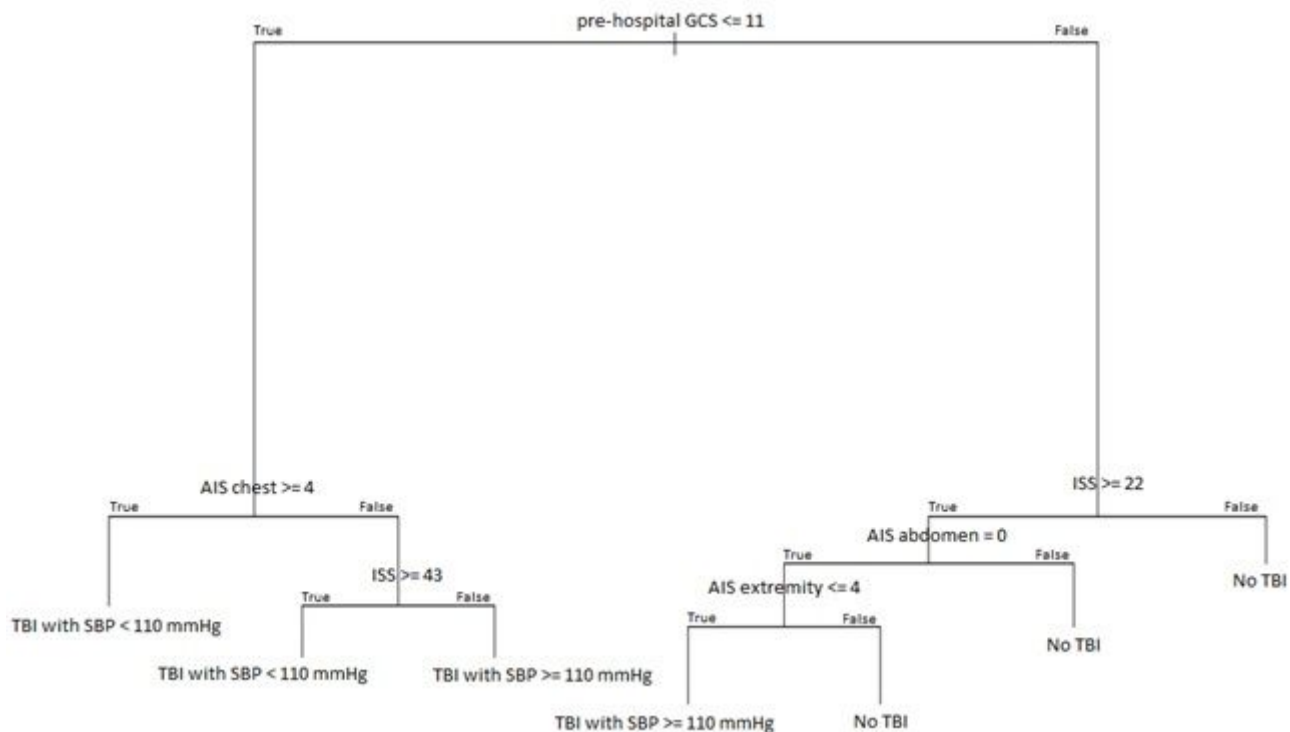 pre-hospital GCS <= 11
True
False
AIS chest >= 4
ISS >= 22
True
False
True
False
AIS abdomen = 0
True
False
ISS >= 43
AIS extremity <= 4
No TBI
True
False
True
False
TBI with SBP < 110 mmHg
No TBI
TBI with SBP < 110 mmHg
TBI with SBP >= 110 mmHg
TBI with SBP >= 110 mmHg
No TBI